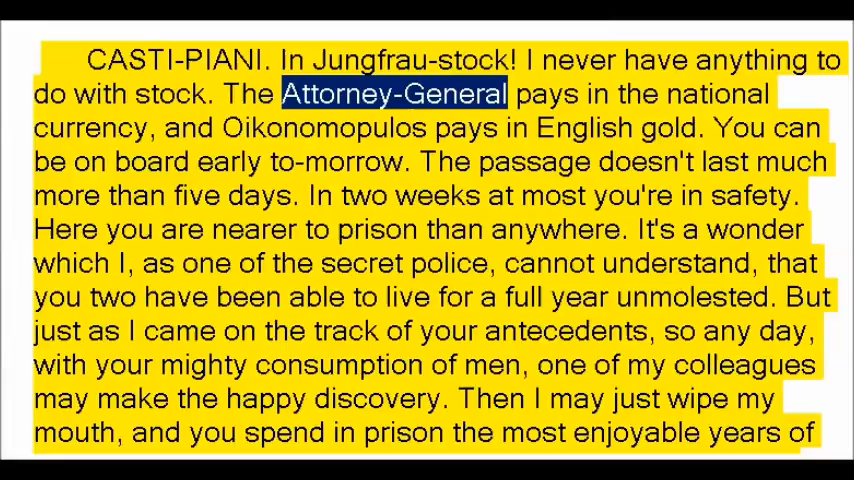 CASTI-PIANI. In Jungfrau-stock! I never have anything to
do with stock. The Attorney-General pays in the national
currency, and Oikonomopulos pays in English gold. You can
be on board early to-morrow. The passage doesn't last much
more than five days. In two weeks at most you're in safety.
Here you are nearer to prison than anywhere. It's a wonder
which I, as one of the secret police, cannot understand, that
you two have been able to live for a full year unmolested. But
just as I came on the track of your antecedents, so any day,
with your mighty consumption of men, one of my colleagues
may make the happy discovery. Then I may just wipe my
mouth, and you spend in prison the most enjoyable years of